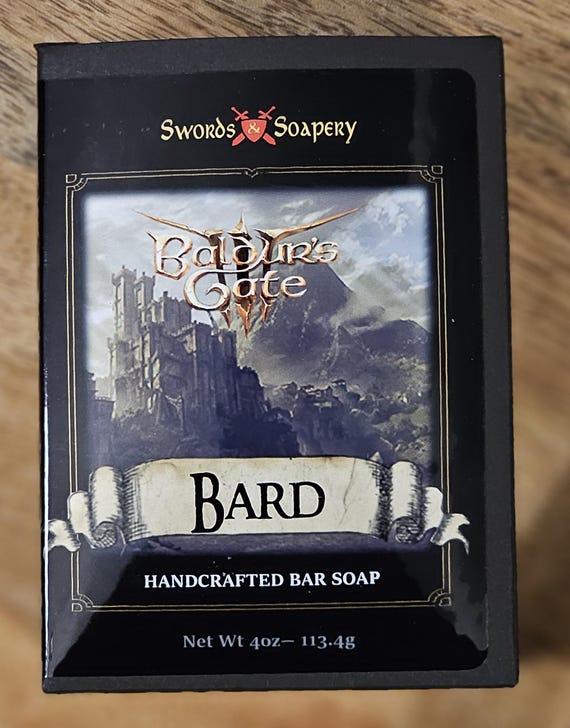 Swords & Soapery
Baldur's
Gate
III
Bard
HANDCRAFTED BAR SOAP
Net Wt 4oz— 113.4g